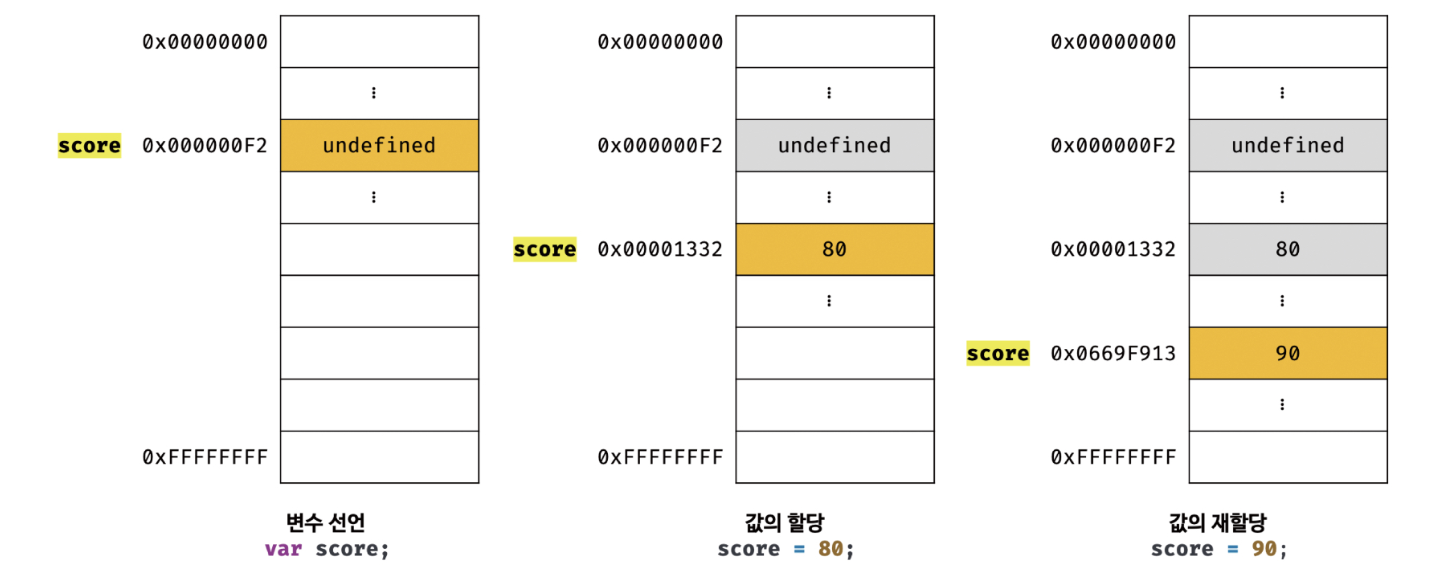 0x00000000
⋮
score 0x000000F2 undefined
⋮
0xFFFFFFFF
변수 선언
var score;
0x00000000
⋮
0x000000F2 undefined
⋮
score 0x00001332 80
⋮
0xFFFFFFFF
값의 할당
score = 80;
0x00000000
⋮
0x000000F2 undefined
⋮
0x00001332 80
⋮
score 0x0669F913 90
⋮
0xFFFFFFFF
값의 재할당
score = 90;